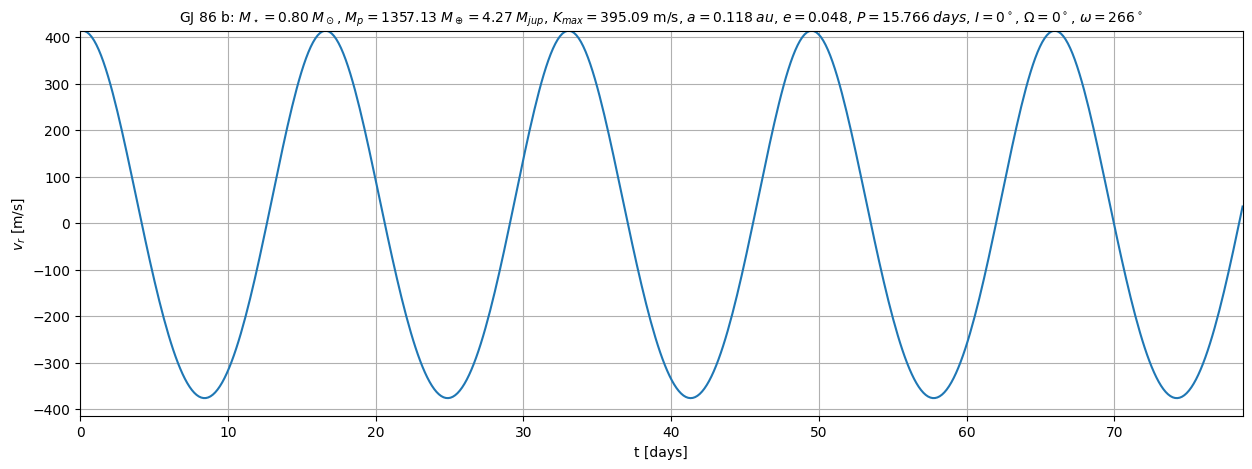 GJ 86 b: M⋆ = 0.80 M⊙, Mp = 1357.13 M⊕ = 4.27 Mjup, Kmax = 395.09 m/s, a = 0.118 au, e = 0.048, P = 15.766 days, I = 0°, Ω = 0°, ω = 266°
400
300
200
100
0
−100
−200
−300
−400
vr [m/s]
0 10 20 30 40 50 60 70
t [days]